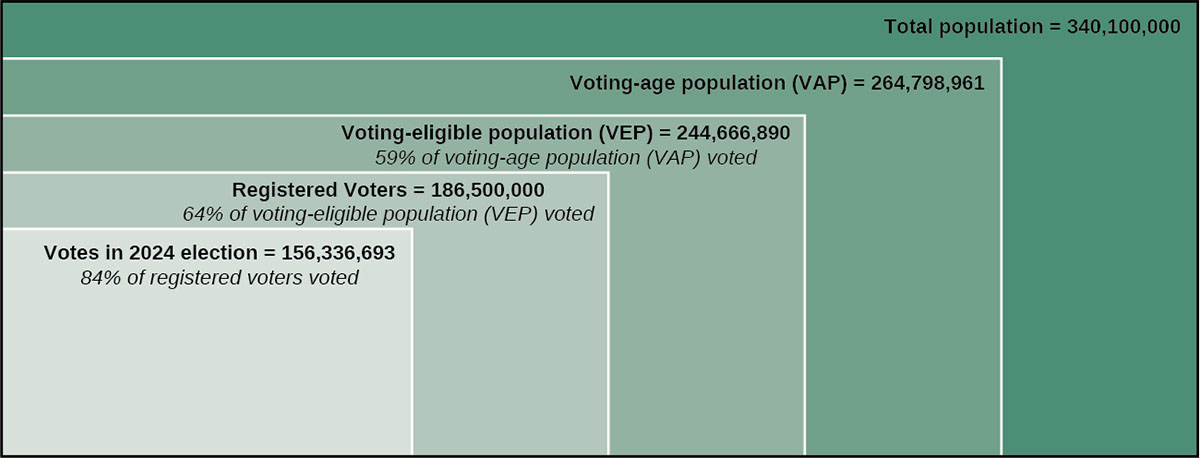 Total population = 340,100,000
Voting-age population (VAP) = 264,798,961
Voting-eligible population (VEP) = 244,666,890
59% of voting-age population (VAP) voted
Registered Voters = 186,500,000
64% of voting-eligible population (VEP) voted
Votes in 2024 election = 156,336,693
84% of registered voters voted